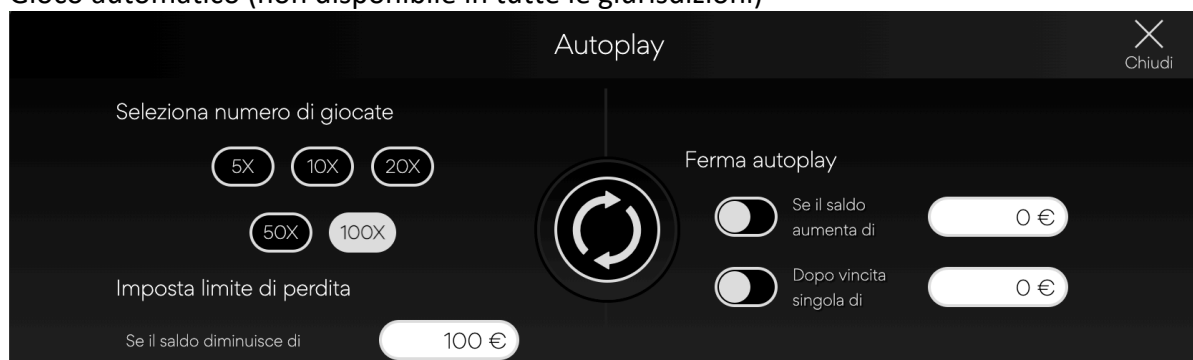 Gioco automatico (non disponibile in tutte le giurisdizioni)
Autoplay
Chiudi
Seleziona numero di giocate
5X 10X 20X
50X 100X
Imposta limite di perdita
Se il saldo diminuisce di 100 €
Ferma autoplay
Se il saldo
aumenta di 0 €
Dopo vincita
singola di 0 €